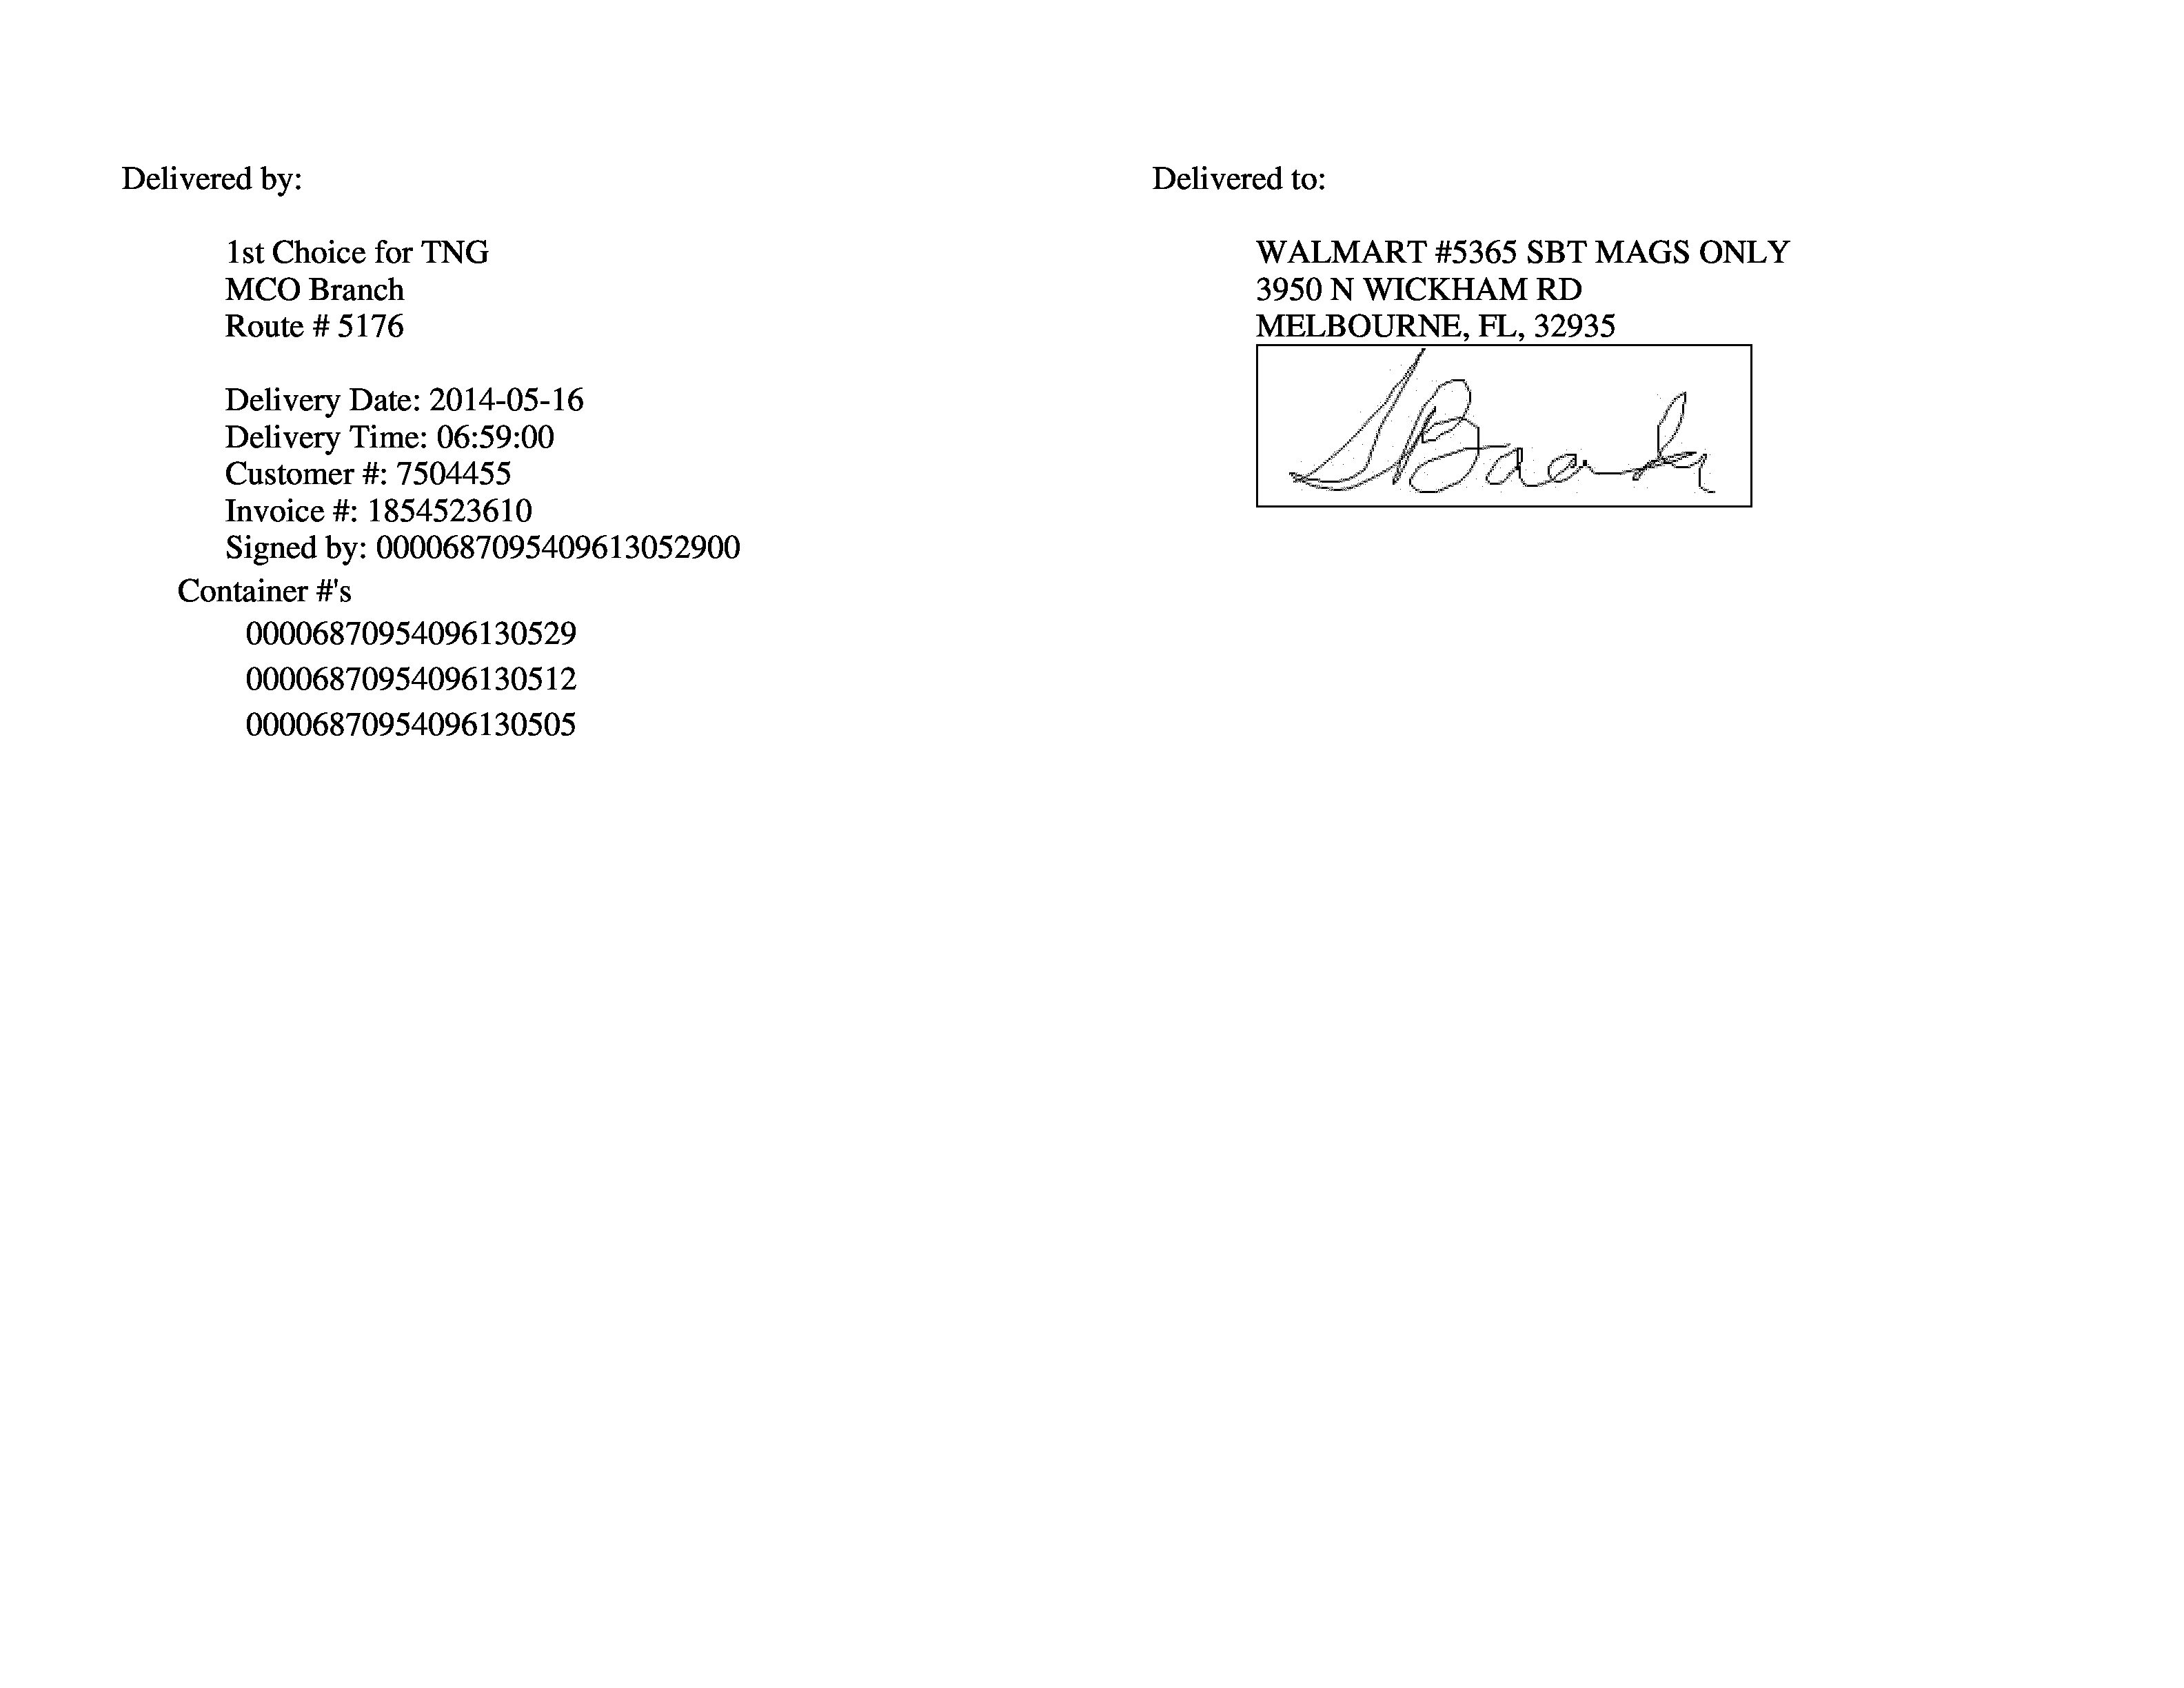 Delivered by:
1st Choice for TNG
MCO Branch
Route # 5176
Delivery Date: 2014-05-16
Delivery Time: 06:59:00
Customer #: 7504455
Invoice #: 1854523610
Signed by: 0000687095409613052900
Container #'s
00006870954096130529
00006870954096130512
00006870954096130505
Delivered to:
WALMART #5365 SBT MAGS ONLY
3950 N WICKHAM RD
MELBOURNE, FL, 32935